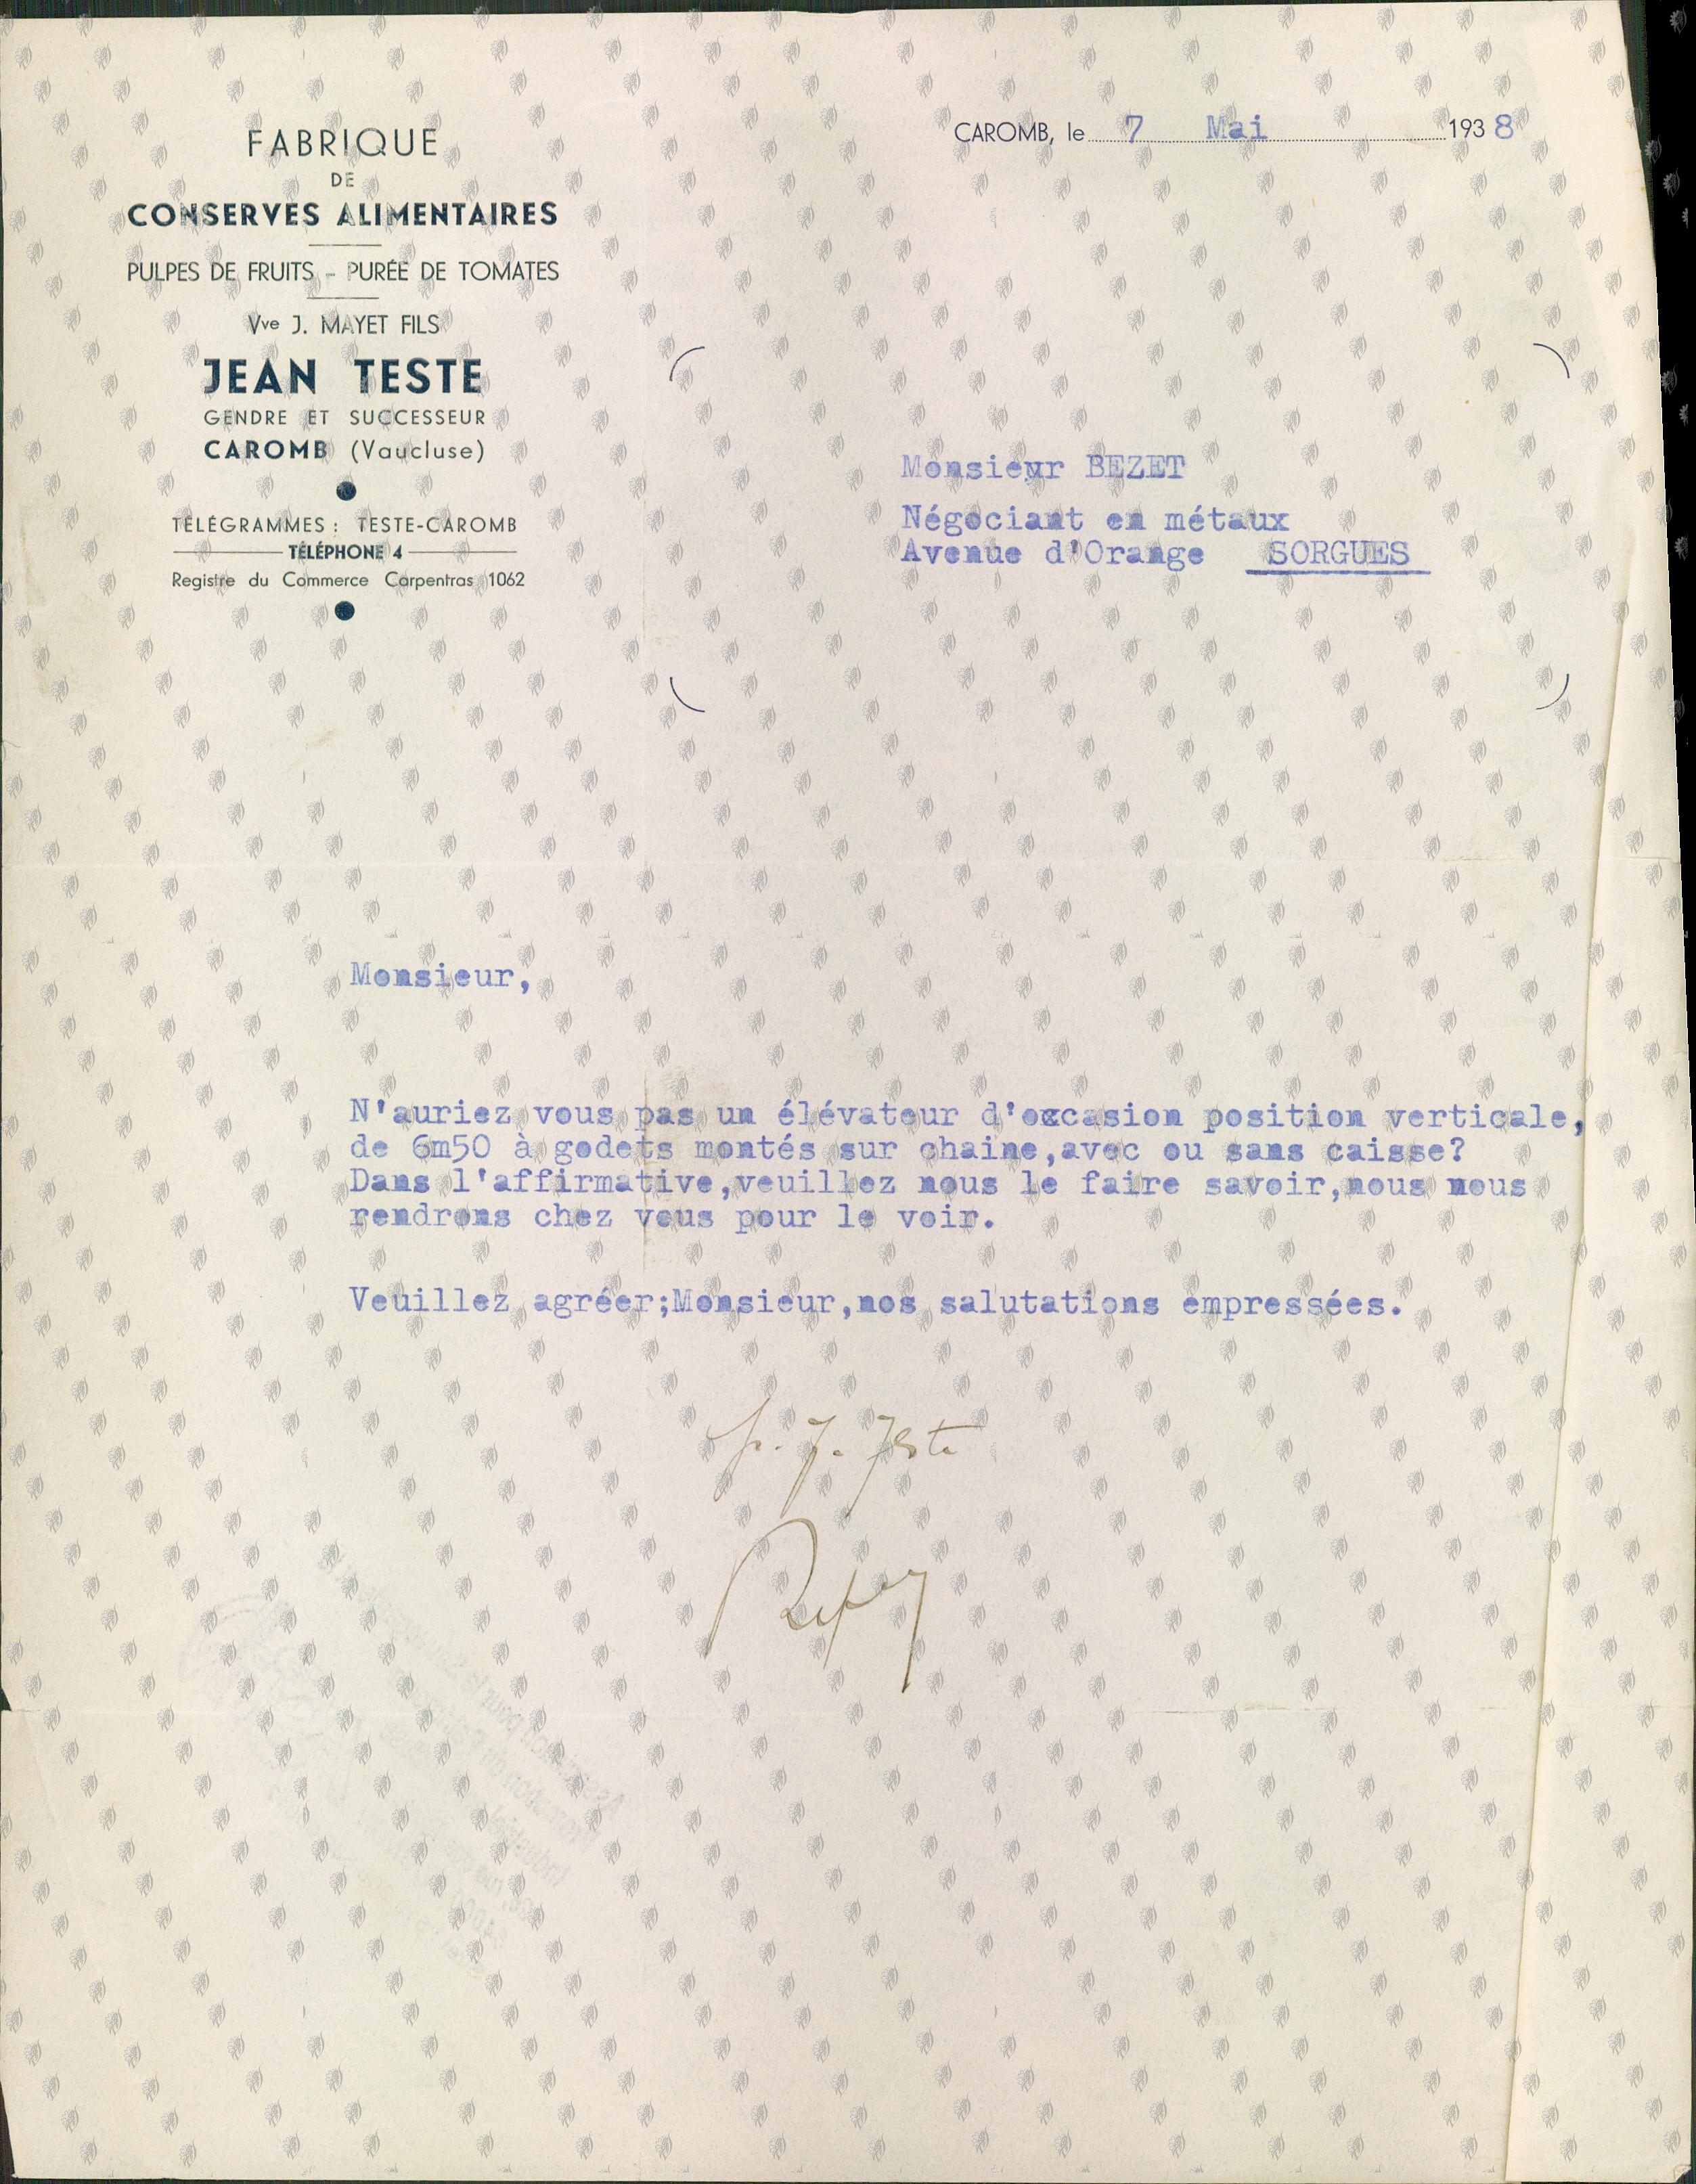 FABRIQUE
DE
CONSERVES ALIMENTAIRES
PULPES DE FRUITS - PURÉE DE TOMATES
Vve J. MAYET FILS
JEAN TESTE
GENDRE ET SUCCESSEUR
CAROMB (Vaucluse)
TÉLÉGRAMMES : TESTE-CAROMB
TÉLÉPHONE 4
Registre du Commerce Carpentras 1062
CAROMB, le 7 Mai 1938
Monsieur BEZET
Négociant en métaux
Avenue d'Orange SORGUES
Monsieur,
N'auriez vous pas un élévateur d'occasion position verticale,
de 6m50 à godets montés sur chaine,avec ou sans caisse?
Dans l'affirmative,veuillez nous le faire savoir,nous nous
rendrons chez vous pour le voir.
Veuillez agréer;Monsieur,nos salutations empressées.
p. J. Teste